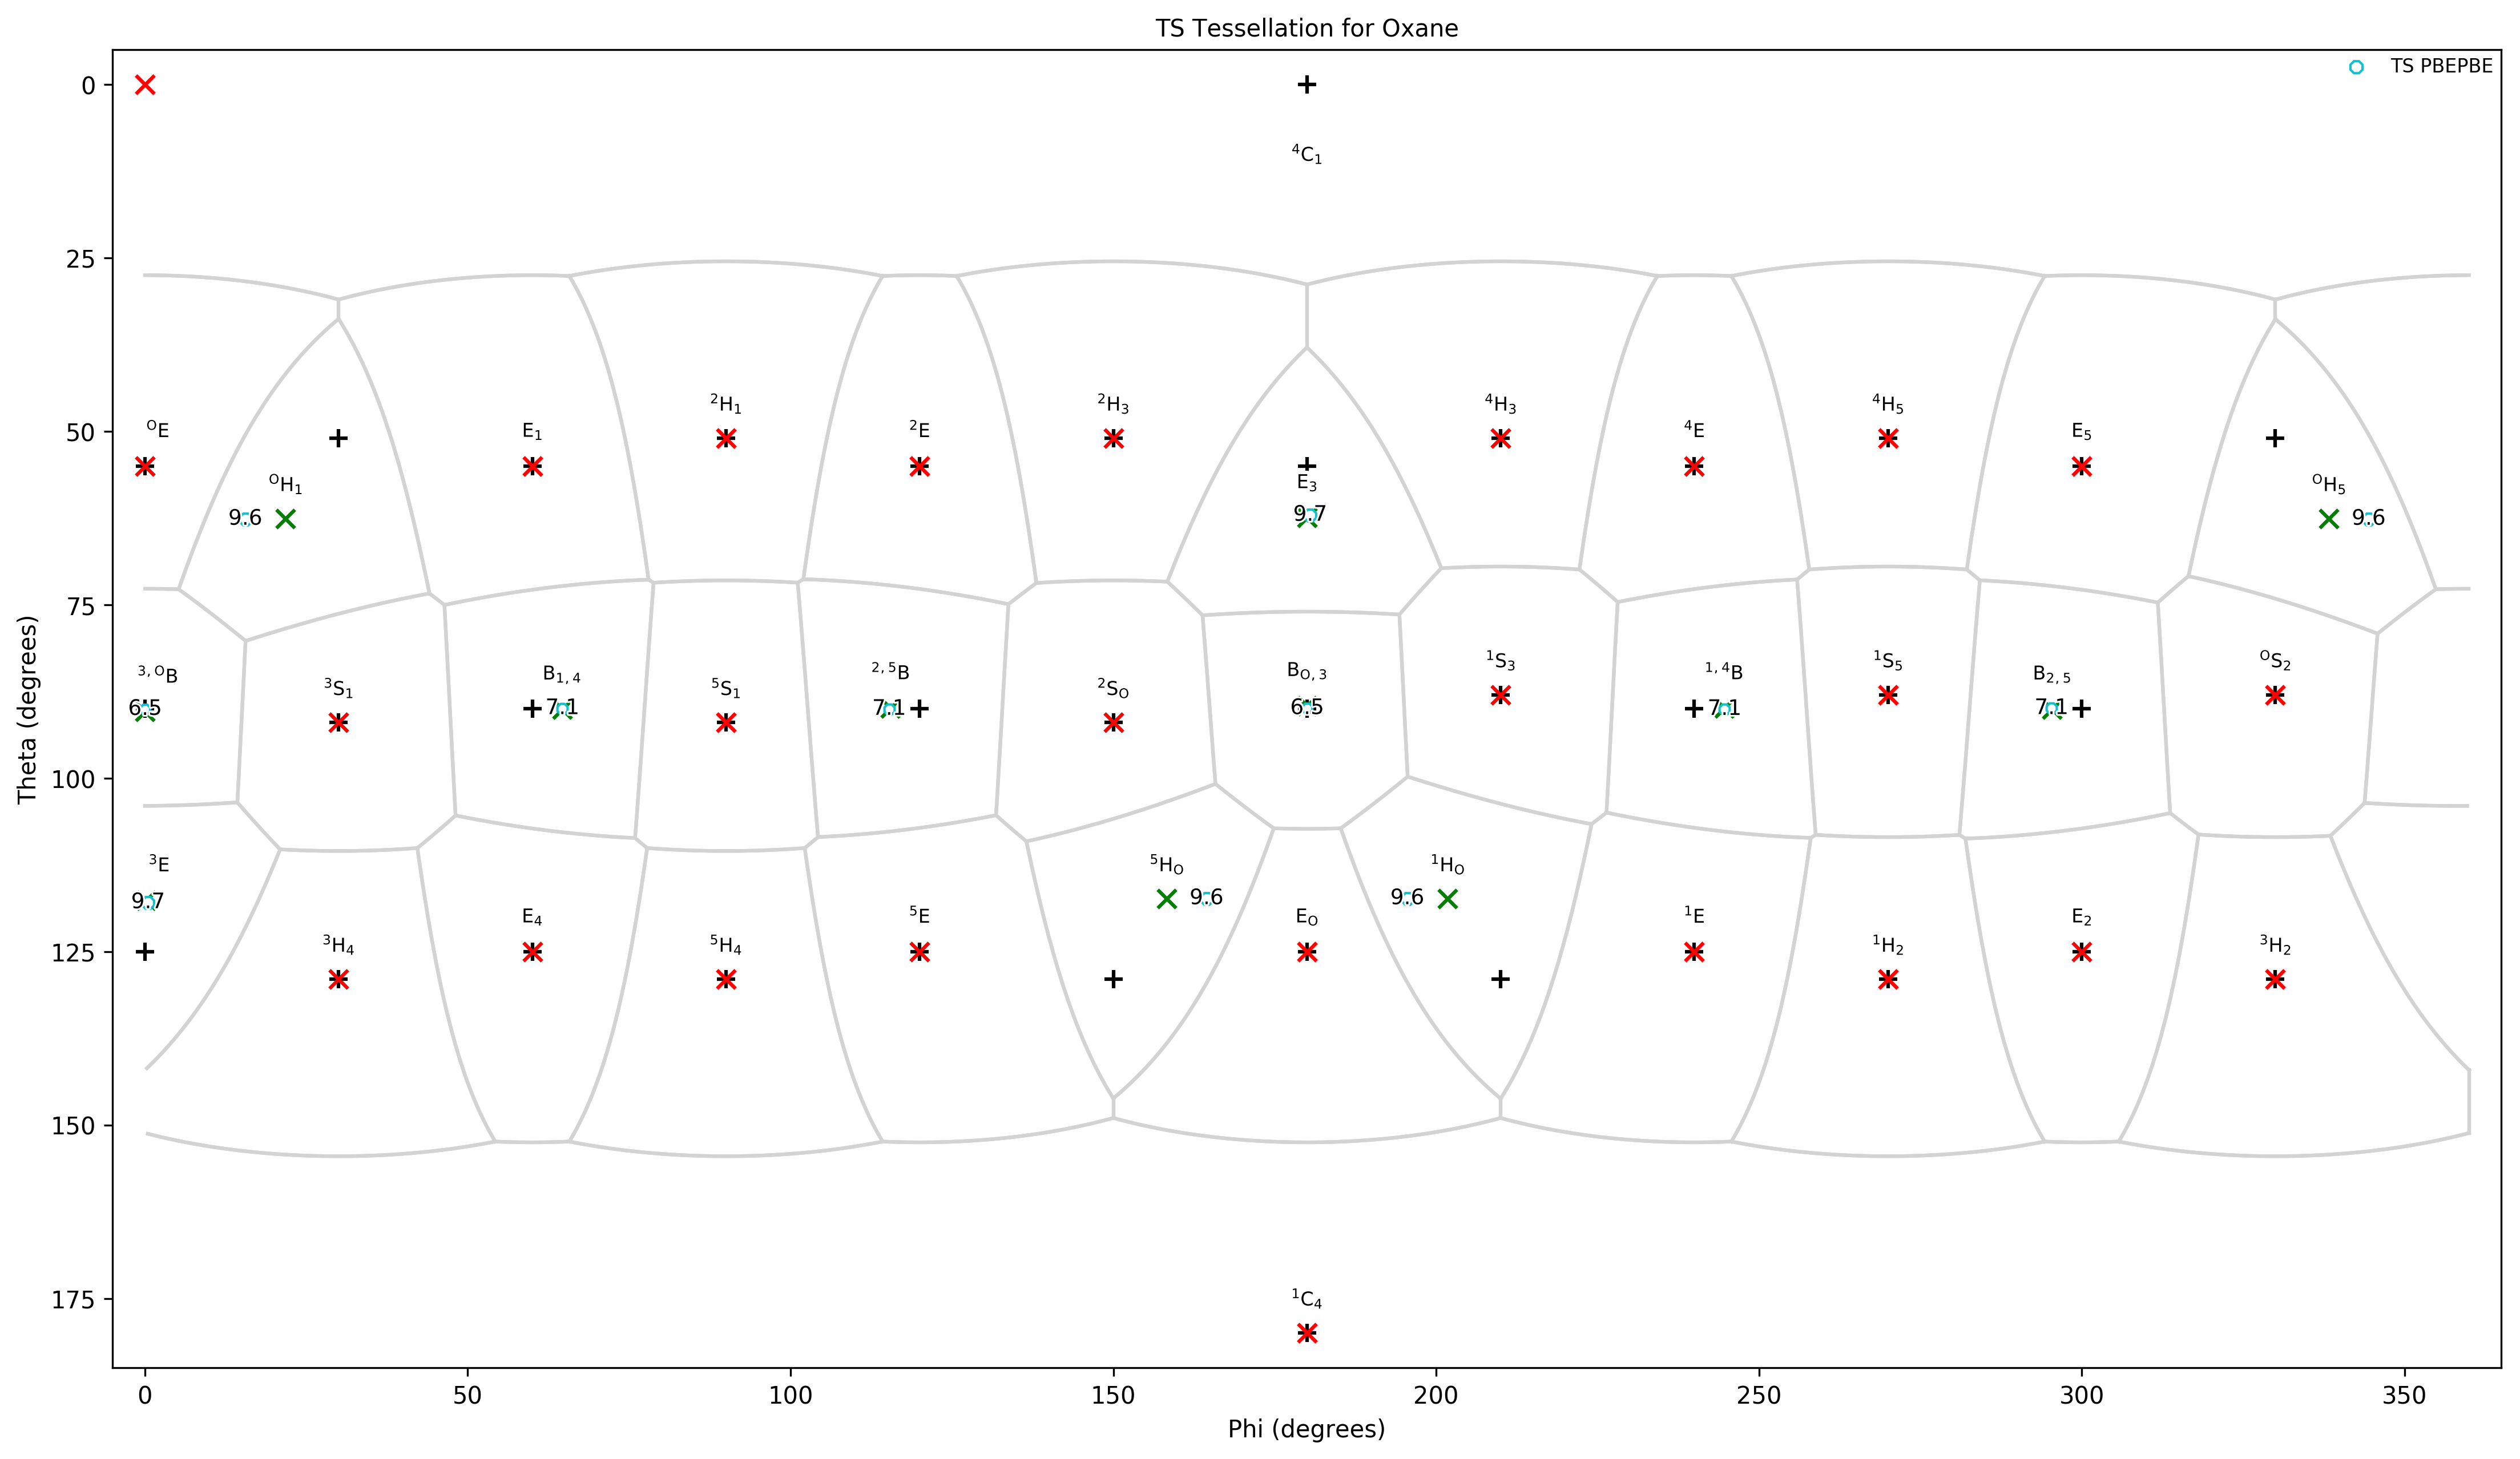 TS Tessellation for Oxane
TS PBEPBE
0
⁴C₁
25
50
ᴼE
ᴼH₁
9.6
E₁
²H₁
²E
²H₃
E₃
9.7
⁴H₃
⁴E
⁴H₅
E₅
ᴼH₅
9.6
75
³,ᴼB
6.5
³S₁
B₁,₄
7.1
⁵S₁
²,⁵B
7.1
²Sₒ
Bₒ,₃
6.5
¹S₃
¹,⁴B
7.1
¹S₅
B₂,₅
7.1
ᴼS₂
100
³E
9.7
³H₄
E₄
⁵H₄
⁵E
⁵Hₒ
9.6
Eₒ
9.6
¹Hₒ
¹E
¹H₂
E₂
³H₂
125
150
175
¹C₄
0 50 100 150 200 250 300 350
Theta (degrees)
Phi (degrees)